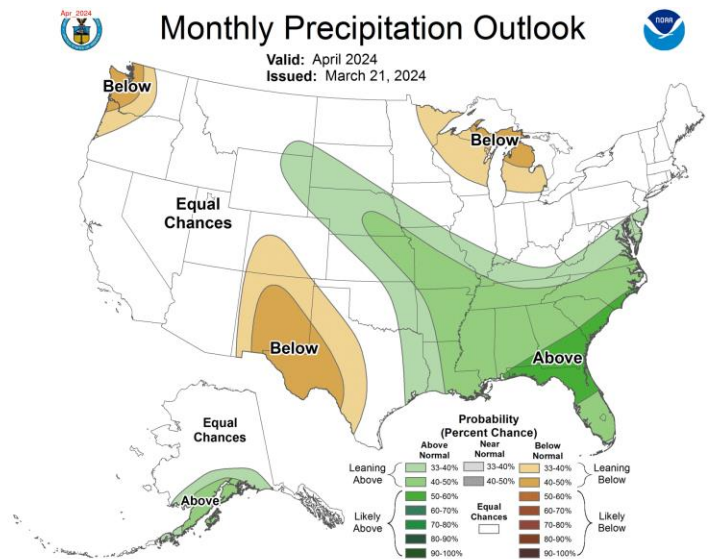 Apr 2024
Monthly Precipitation Outlook
NOAA
Valid: April 2024
Issued: March 21, 2024
Below
Below
Equal
Chances
Below
Above
Equal
Chances
Above
Probability
(Percent Chance)
Above Normal
Near Normal
Below Normal
Leaning Above
33-40% 33-40% 33-40%
40-50% 40-50% 40-50%
Leaning Below
Likely Above
50-60% 50-60%
60-70% Equal Chances 60-70%
70-80% 70-80%
80-90% 80-90%
90-100% 90-100%
Likely Below